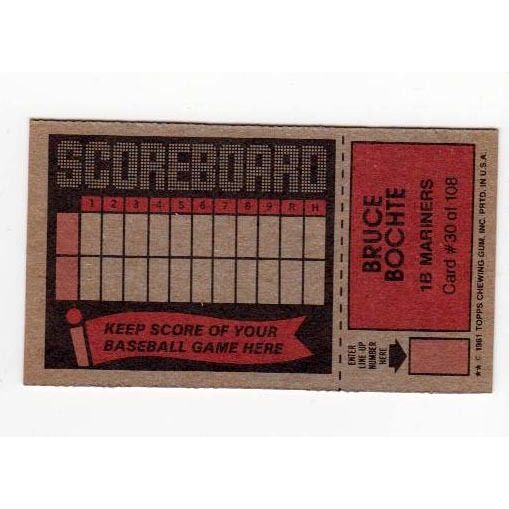 SCOREBOARD
1 2 3 4 5 6 7 8 9 R H
KEEP SCORE OF YOUR
BASEBALL GAME HERE
BRUCE
BOCHTE
1B MARINERS
Card #30 of 108
ENTER
LINE-UP
NUMBER
HERE
★★ © 1981 TOPPS CHEWING GUM, INC. PRTD. IN U.S.A.